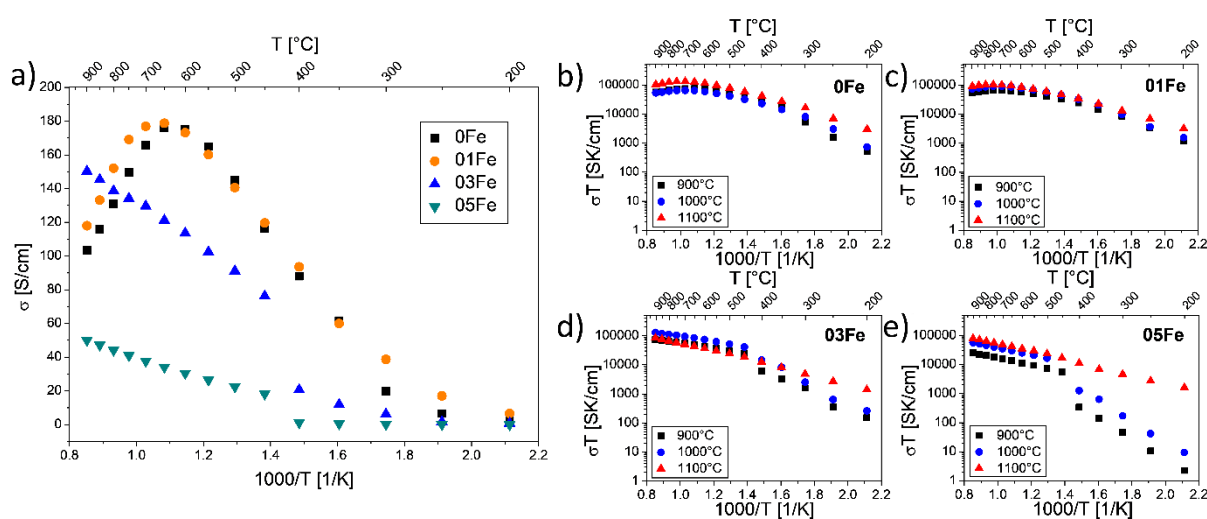 a)
T [°C]
900 800 700 600 500 400 300 200
σ [S/cm]
200
180
160
140
120
100
80
60
40
20
0
0Fe
01Fe
03Fe
05Fe
0.8 1.0 1.2 1.4 1.6 1.8 2.0 2.2
1000/T [1/K]
b)
T [°C]
900 800 700 600 500 400 300 200
0Fe
σT [SK/cm]
100000
10000
1000
100
10
1
900°C
1000°C
1100°C
0.8 1.0 1.2 1.4 1.6 1.8 2.0 2.2
1000/T [1/K]
c)
T [°C]
900 800 700 600 500 400 300 200
01Fe
σT [SK/cm]
100000
10000
1000
100
10
1
900°C
1000°C
1100°C
0.8 1.0 1.2 1.4 1.6 1.8 2.0 2.2
1000/T [1/K]
d)
T [°C]
900 800 700 600 500 400 300 200
03Fe
σT [SK/cm]
100000
10000
1000
100
10
1
900°C
1000°C
1100°C
0.8 1.0 1.2 1.4 1.6 1.8 2.0 2.2
1000/T [1/K]
e)
T [°C]
900 800 700 600 500 400 300 200
05Fe
σT [SK/cm]
100000
10000
1000
100
10
1
900°C
1000°C
1100°C
0.8 1.0 1.2 1.4 1.6 1.8 2.0 2.2
1000/T [1/K]